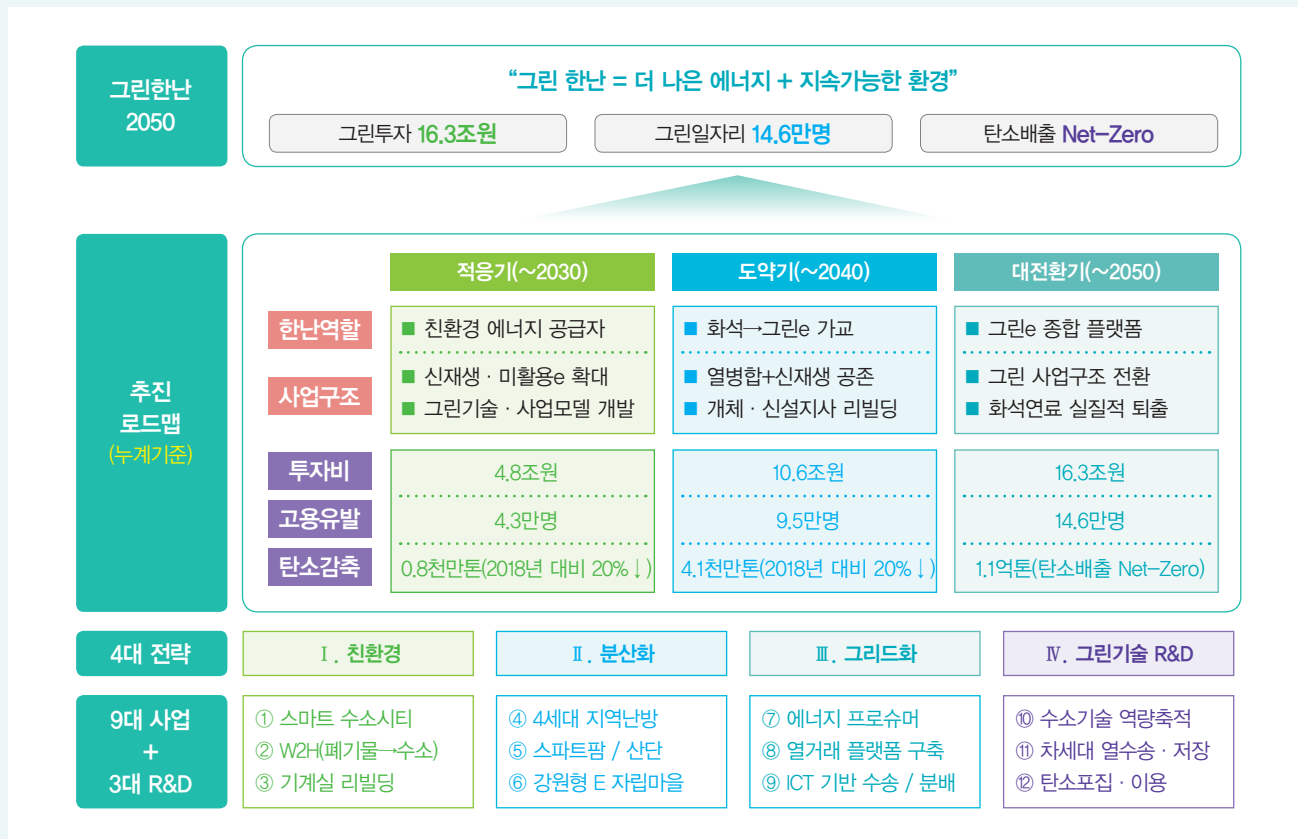 그린한난
2050
“그린 한난 = 더 나은 에너지 + 지속가능한 환경”
그린투자 16.3조원
그린일자리 14.6만명
탄소배출 Net-Zero
추진
로드맵
(누계기준)
적응기(~2030)
도약기(~2040)
대전환기(~2050)
한난역할
■ 친환경 에너지 공급자
■ 화석→그린e 가교
■ 그린e 종합 플랫폼
사업구조
■ 신재생 · 미활용e 확대
■ 그린기술 · 사업모델 개발
■ 열병합+신재생 공존
■ 개체 · 신설지사 리빌딩
■ 그린 사업구조 전환
■ 화석연료 실질적 퇴출
투자비
4.8조원
10.6조원
16.3조원
고용유발
4.3만명
9.5만명
14.6만명
탄소감축
0.8천만톤(2018년 대비 20%↓)
4.1천만톤(2018년 대비 20%↓)
1.1억톤(탄소배출 Net-Zero)
4대 전략
Ⅰ. 친환경
Ⅱ. 분산화
Ⅲ. 그리드화
Ⅳ. 그린기술 R&D
9대 사업
+
3대 R&D
① 스마트 수소시티
② W2H(폐기물→수소)
③ 기계실 리빌딩
④ 4세대 지역난방
⑤ 스파트팜 / 산단
⑥ 강원형 E 자립마을
⑦ 에너지 프로슈머
⑧ 열거래 플랫폼 구축
⑨ ICT 기반 수송 / 분배
⑩ 수소기술 역량축적
⑪ 차세대 열수송 · 저장
⑫ 탄소포집 · 이용